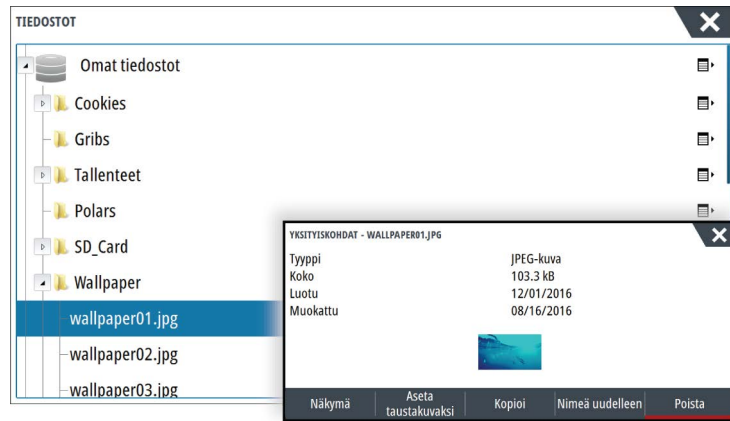 TIEDOSTOT
Omat tiedostot
Cookies
Gribs
Tallenteet
Polars
SD_Card
Wallpaper
wallpaper01.jpg
wallpaper02.jpg
wallpaper03.jpg
YKSITYISKOHDAT - WALLPAPER01.JPG
Tyyppi JPEG-kuva
Koko 103.3 kB
Luotu 12/01/2016
Muokattu 08/16/2016
Näkymä
Aseta
taustakuvaksi
Kopioi
Nimeä uudelleen
Poista